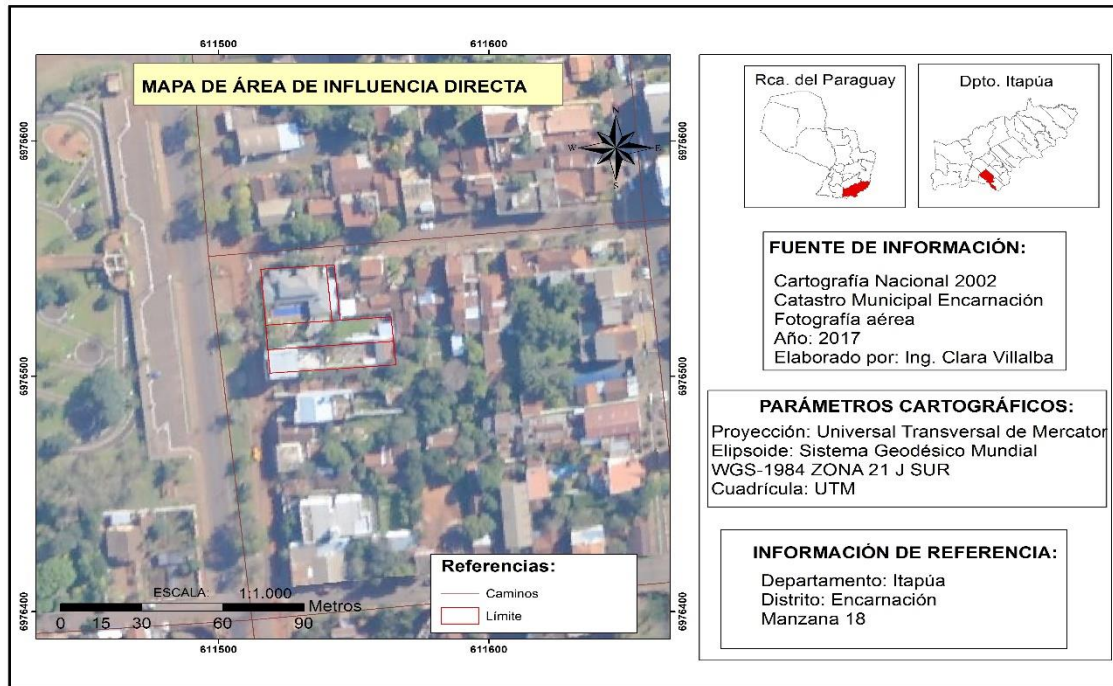 611500
611600
MAPA DE ÁREA DE INFLUENCIA DIRECTA
N
W
E
S
6976600
6976600
6976500
6976500
6976400
6976400
ESCALA: 1:1.000
Metros
0 15 30 60 90
Referencias:
Caminos
Límite
611500
611600
Rca. del Paraguay
Dpto. Itapúa
FUENTE DE INFORMACIÓN:
Cartografía Nacional 2002
Catastro Municipal Encarnación
Fotografía aérea
Año: 2017
Elaborado por: Ing. Clara Villalba
PARÁMETROS CARTOGRÁFICOS:
Proyección: Universal Transversal de Mercator
Elipsoide: Sistema Geodésico Mundial
WGS-1984 ZONA 21 J SUR
Cuadrícula: UTM
INFORMACIÓN DE REFERENCIA:
Departamento: Itapúa
Distrito: Encarnación
Manzana 18